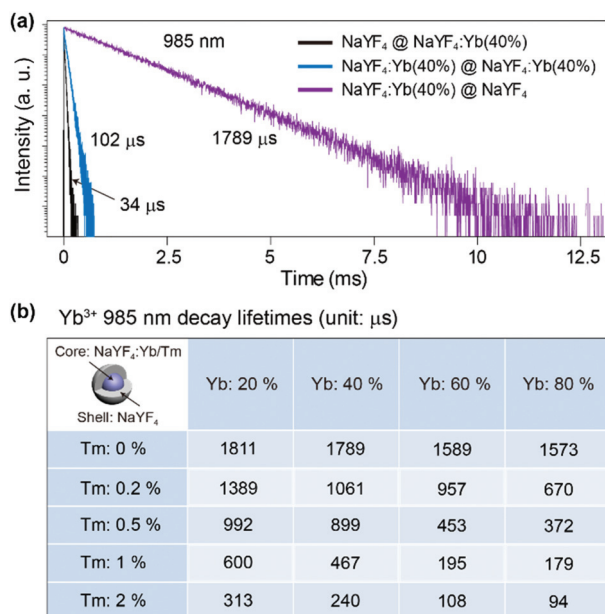 (a)
985 nm
NaYF₄ @ NaYF₄:Yb(40%)
NaYF₄:Yb(40%) @ NaYF₄:Yb(40%)
NaYF₄:Yb(40%) @ NaYF₄
Intensity (a. u.)
102 μs
1789 μs
34 μs
0 2.5 5 7.5 10 12.5
Time (ms)
(b) Yb³⁺ 985 nm decay lifetimes (unit: μs)
Core: NaYF₄:Yb/Tm
Shell: NaYF₄
Yb: 20 % Yb: 40 % Yb: 60 % Yb: 80 %
Tm: 0 % 1811 1789 1589 1573
Tm: 0.2 % 1389 1061 957 670
Tm: 0.5 % 992 899 453 372
Tm: 1 % 600 467 195 179
Tm: 2 % 313 240 108 94